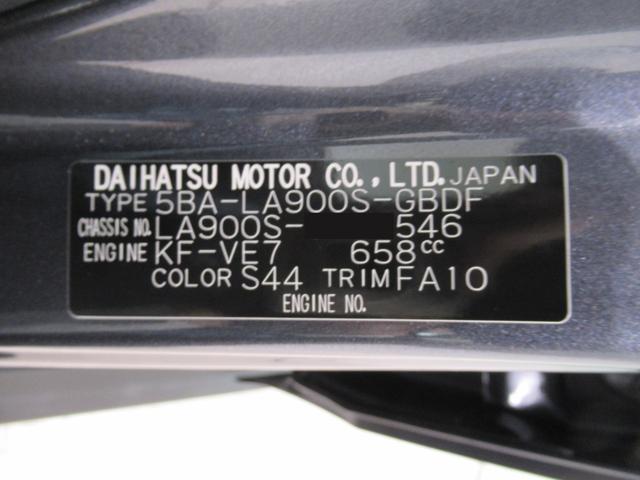 DAIHATSU MOTOR CO., LTD. JAPAN
TYPE 5BA-LA900S-GBDF
CHASSIS NO. LA900S- 546
ENGINE KF-VE7 658cc
COLOR S44 TRIM FA10
ENGINE NO.